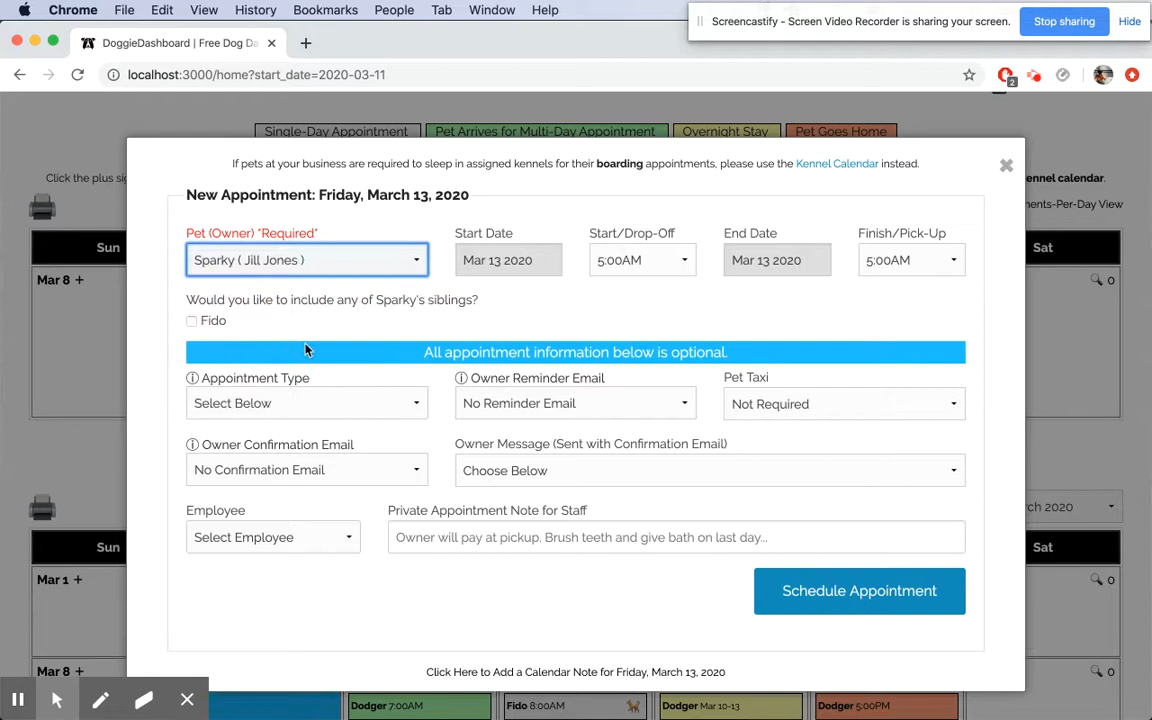 Chrome File Edit View History Bookmarks People Tab Window Help
Screencastify - Screen Video Recorder is sharing your screen. Stop sharing Hide
DoggieDashboard | Free Dog Da
localhost:3000/home?start_date=2020-03-11
2
Single-Day Appointment Pet Arrives for Multi-Day Appointment Overnight Stay Pet Goes Home
If pets at your business are required to sleep in assigned kennels for their boarding appointments, please use the Kennel Calendar instead.
Click the plus sig
ennel calendar.
New Appointment: Friday, March 13, 2020
ments-Per-Day View
Pet (Owner) *Required* Start Date Start/Drop-Off End Date Finish/Pick-Up
Sun Sat
Sparky ( Jill Jones ) Mar 13 2020 5:00AM Mar 13 2020 5:00AM
Mar 8 + 0
Would you like to include any of Sparky's siblings?
Fido
All appointment information below is optional.
Appointment Type Owner Reminder Email Pet Taxi
Select Below No Reminder Email Not Required
Owner Confirmation Email Owner Message (Sent with Confirmation Email)
No Confirmation Email Choose Below
Employee Private Appointment Note for Staff
rch 2020
Select Employee Owner will pay at pickup. Brush teeth and give bath on last day...
Sun Sat
Mar 1 + 0
Schedule Appointment
Mar 8 + 0
Click Here to Add a Calendar Note for Friday, March 13, 2020
Dodger 7:00AM Fido 8:00AM Dodger Mar 10-13 Dodger 5:00PM